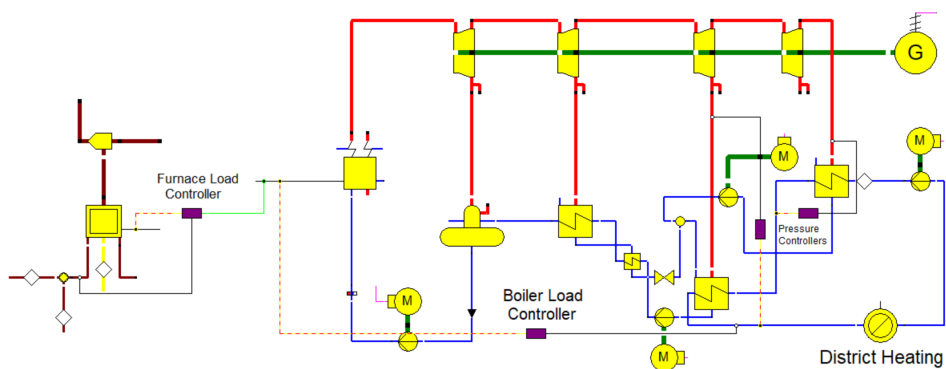 G
M
M
Furnace Load
Controller
Pressure
Controllers
M
Boiler Load
Controller
M
District Heating